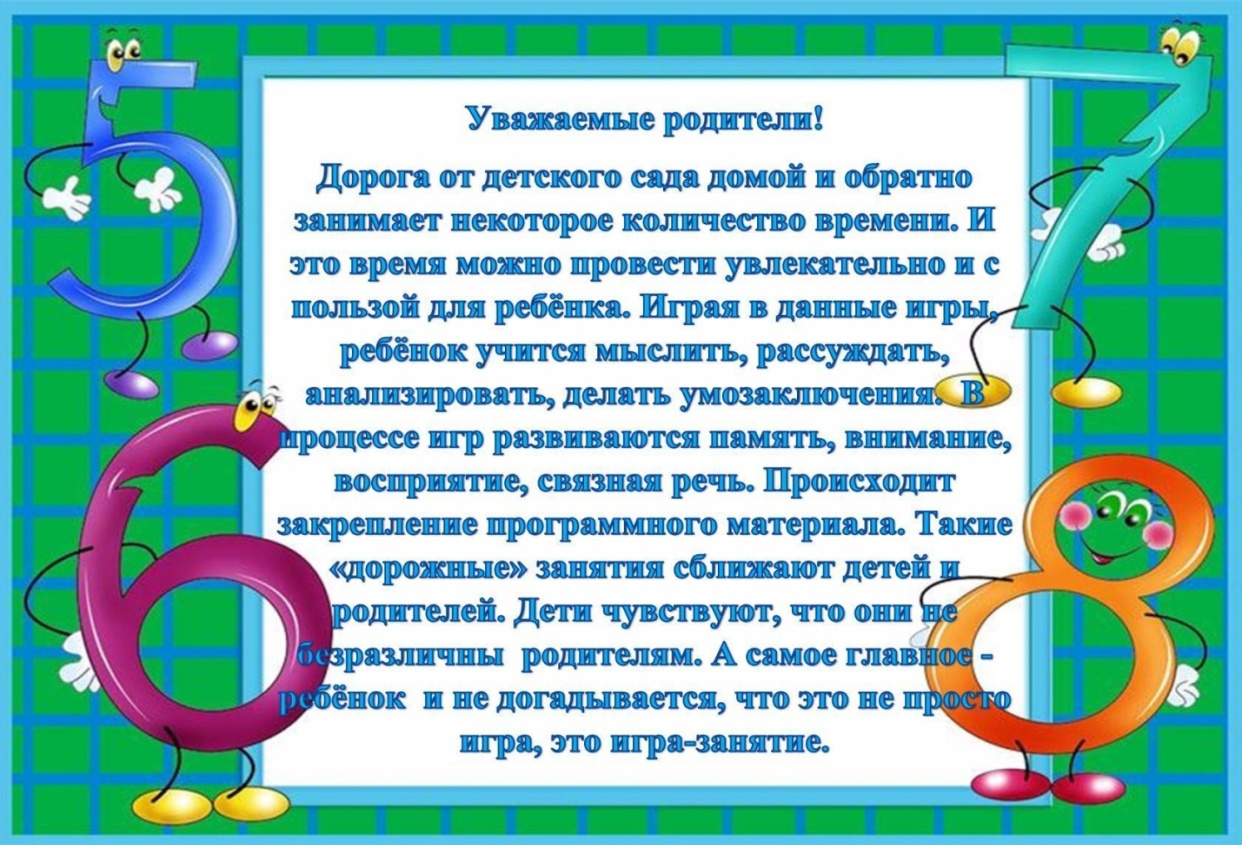 Уважаемые родители!
Дорога от детского сада домой и обратно
занимает некоторое количество времени. И
это время можно провести увлекательно и с
пользой для ребёнка. Играя в данные игры,
ребёнок учится мыслить, рассуждать,
анализировать, делать умозаключения. В
процессе игр развиваются память, внимание,
восприятие, связная речь. Происходит
закрепление программного материала. Такие
«дорожные» занятия сближают детей и
родителей. Дети чувствуют, что они не
безразличны родителям. А самое главное -
ребёнок и не догадывается, что это не просто
игра, это игра-занятие.